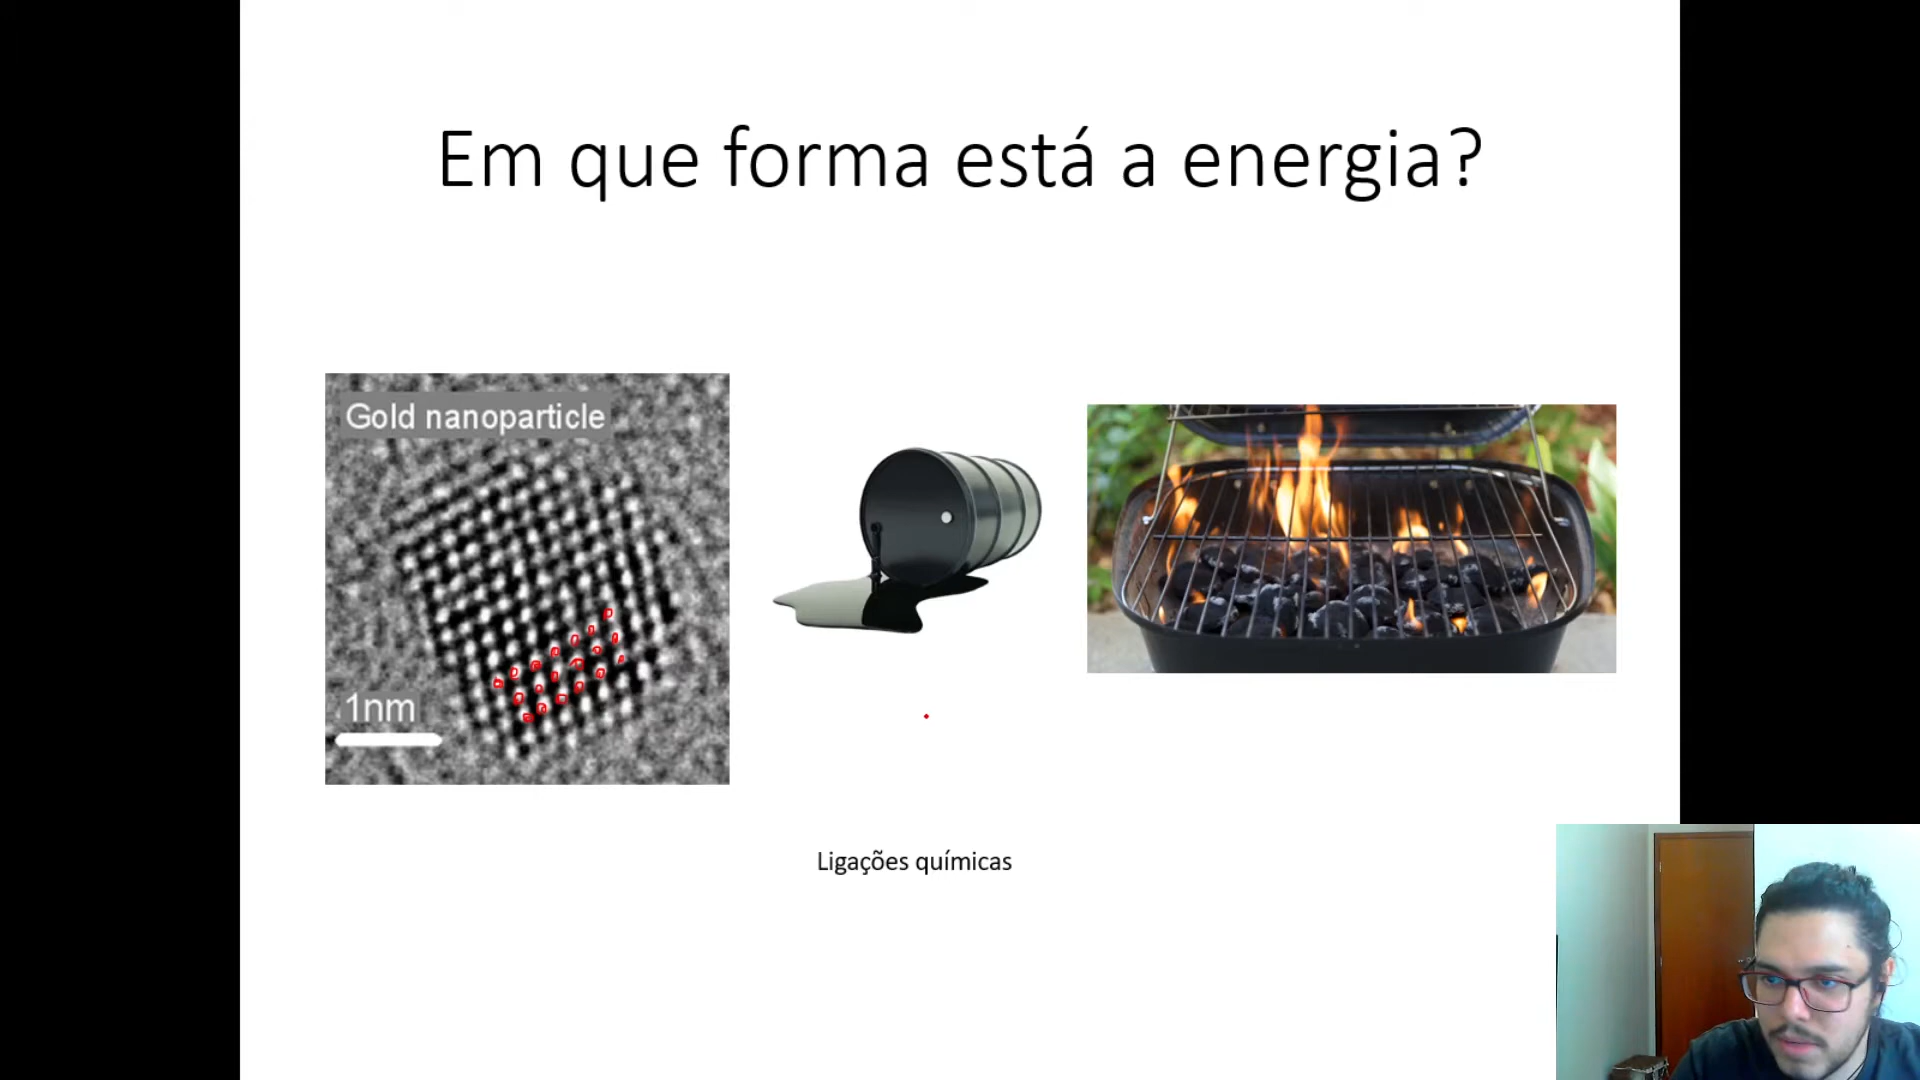 Em que forma está a energia?
Gold nanoparticle
1nm
Ligações químicas